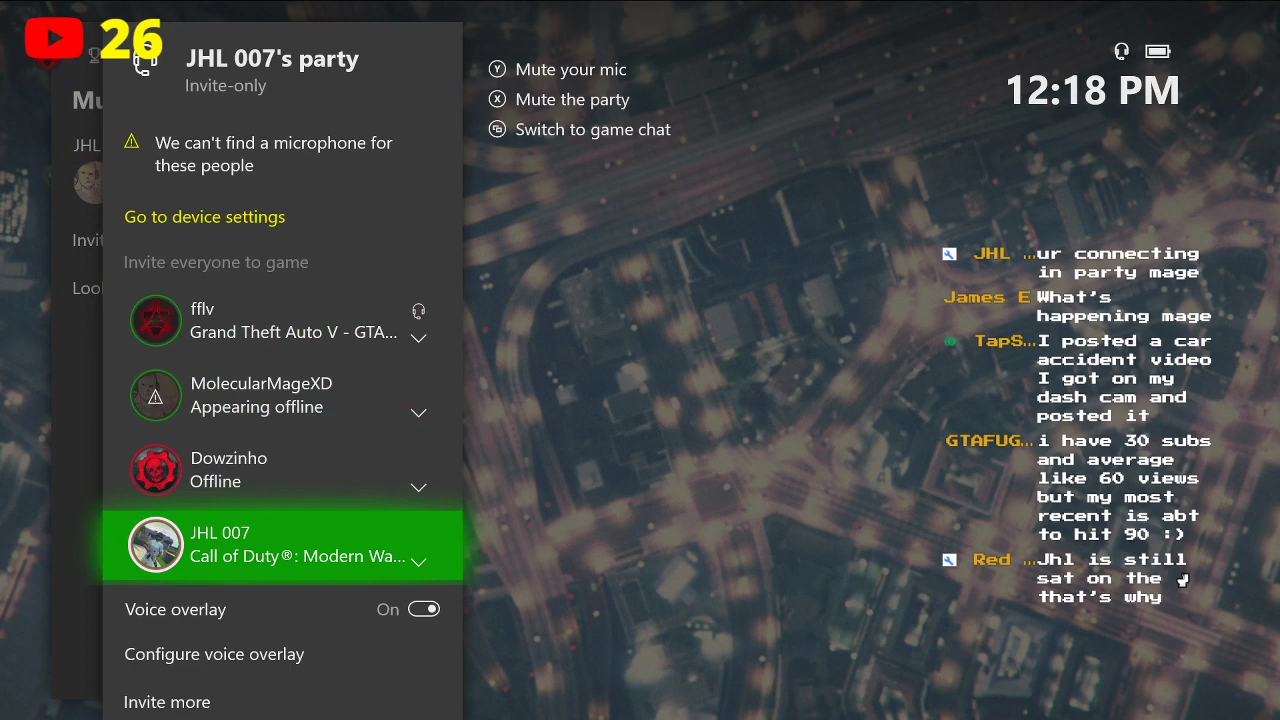 26
JHL 007's party
Invite-only
We can't find a microphone for
these people
Go to device settings
Invite everyone to game
fflv
Grand Theft Auto V - GTA...
MolecularMageXD
Appearing offline
Dowzinho
Offline
JHL 007
Call of Duty®: Modern Wa...
Voice overlay
On
Configure voice overlay
Invite more
Mu
JHL
Invit
Loo
Mute your mic
Mute the party
Switch to game chat
12:18 PM
JHL ...ur connecting
in party mage
James E What's
happening mage
TapS...I posted a car
accident video
I got on my
dash cam and
posted it
GTAFUG...i have 30 subs
and average
like 60 views
but my most
recent is abt
to hit 90 :)
Red ...Jhl is still
sat on the
that's why